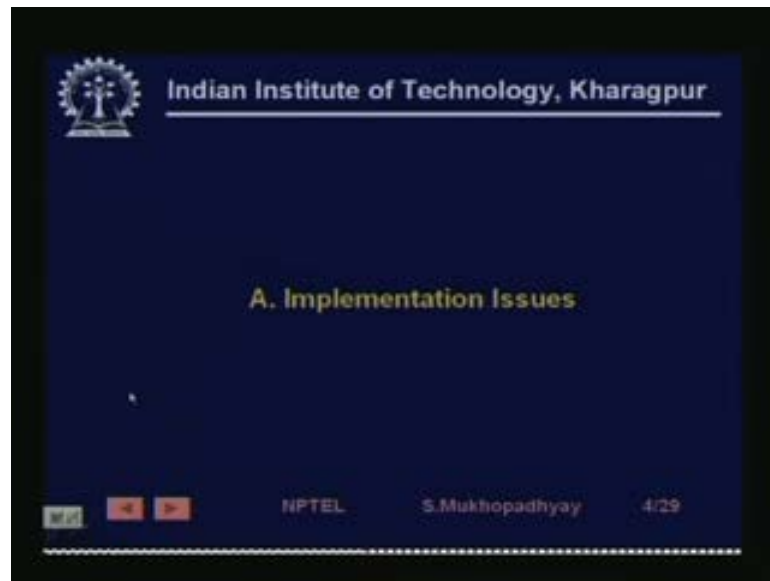 Indian Institute of Technology, Kharagpur
A. Implementation Issues
NPTEL S.Mukhopadhyay 4/29